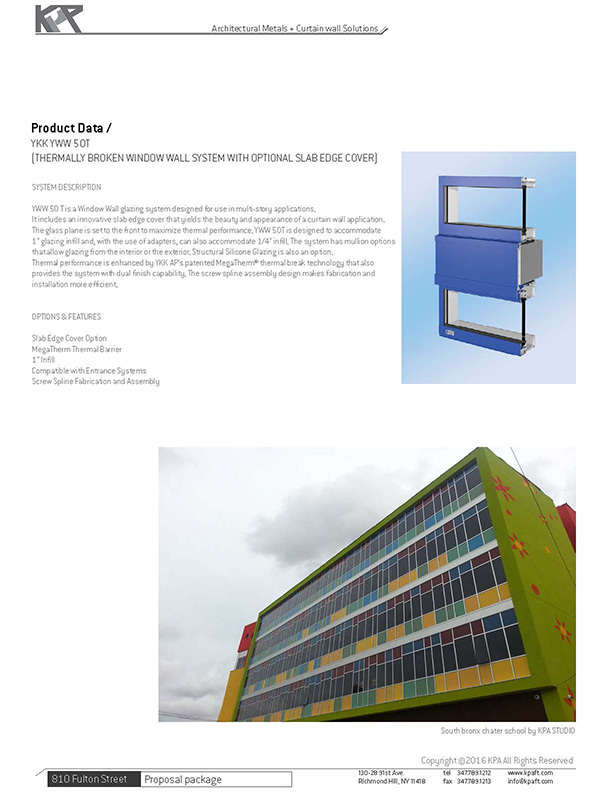 KPA
Architectural Metals + Curtain wall Solutions
Product Data /
YKK YWW 50T
(THERMALLY BROKEN WINDOW WALL SYSTEM WITH OPTIONAL SLAB EDGE COVER)
SYSTEM DESCRIPTION
YWW 50 T is a Window Wall glazing system designed for use in multi-story applications.
It includes an innovative slab edge cover that yields the beauty and appearance of a curtain wall application.
The glass plane is set to the front to maximize thermal performance. YWW 50T is designed to accommodate
1" glazing infill and, with the use of adapters, can also accommodate 1/4" infill. The system has mullion options
that allow glazing from the interior or the exterior. Structural Silicone Glazing is also an option.
Thermal performance is enhanced by YKK AP's patented MegaTherm® thermal break technology that also
provides the system with dual finish capability. The screw spline assembly design makes fabrication and
installation more efficient.
OPTIONS & FEATURES
Slab Edge Cover Option
MegaTherm Thermal Barrier
1" Infill
Compatible with Entrance Systems
Screw Spline Fabrication and Assembly
South bronx chater school by KPA STUDIO
Copyright @2016 KPA All Rights Reserved
810 Fulton Street Proposal package
130-28 91st Ave. tel 347.789.1212 www.kpaft.com
Richmond Hill, NY 11418 fax 347.789.1213 info@kpaft.com